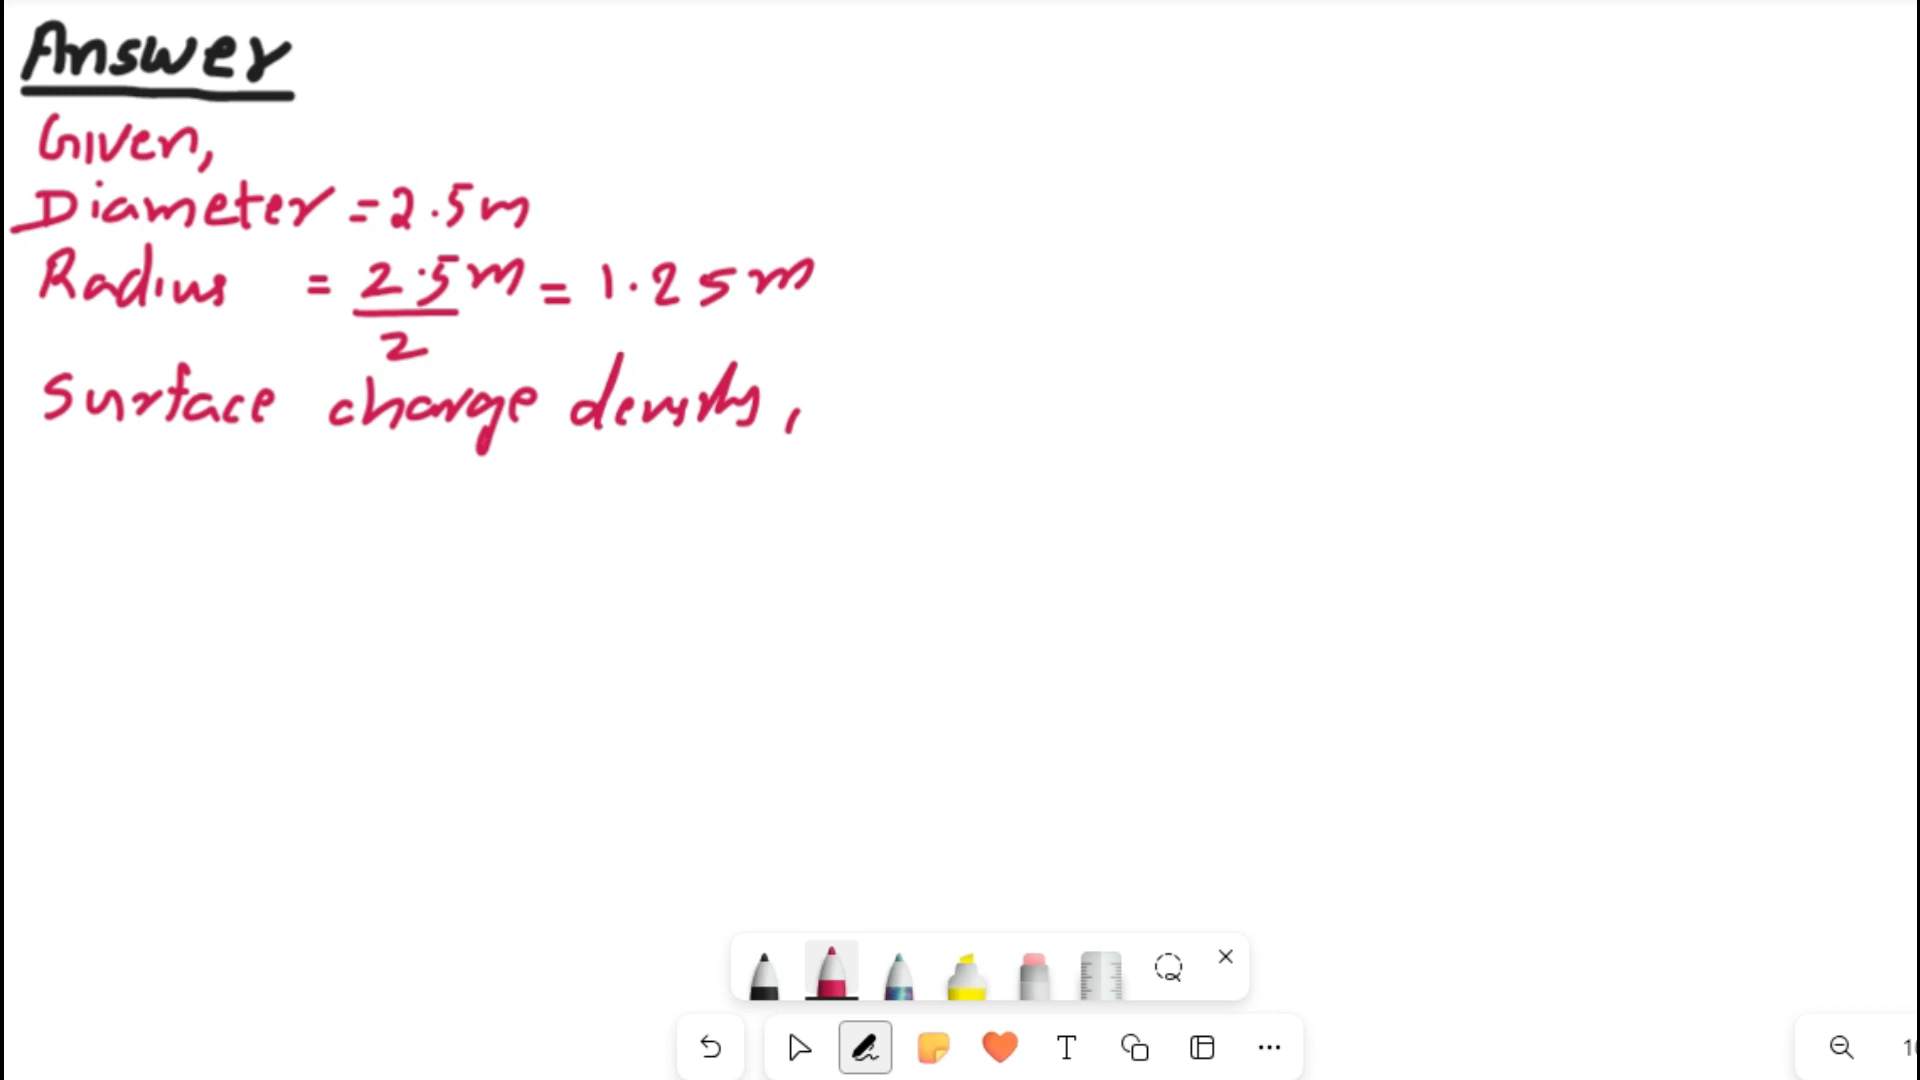 Answer
Given,
Diameter = 2.5m
Radius = 2.5m/2 = 1.25m
Surface charge density,
T